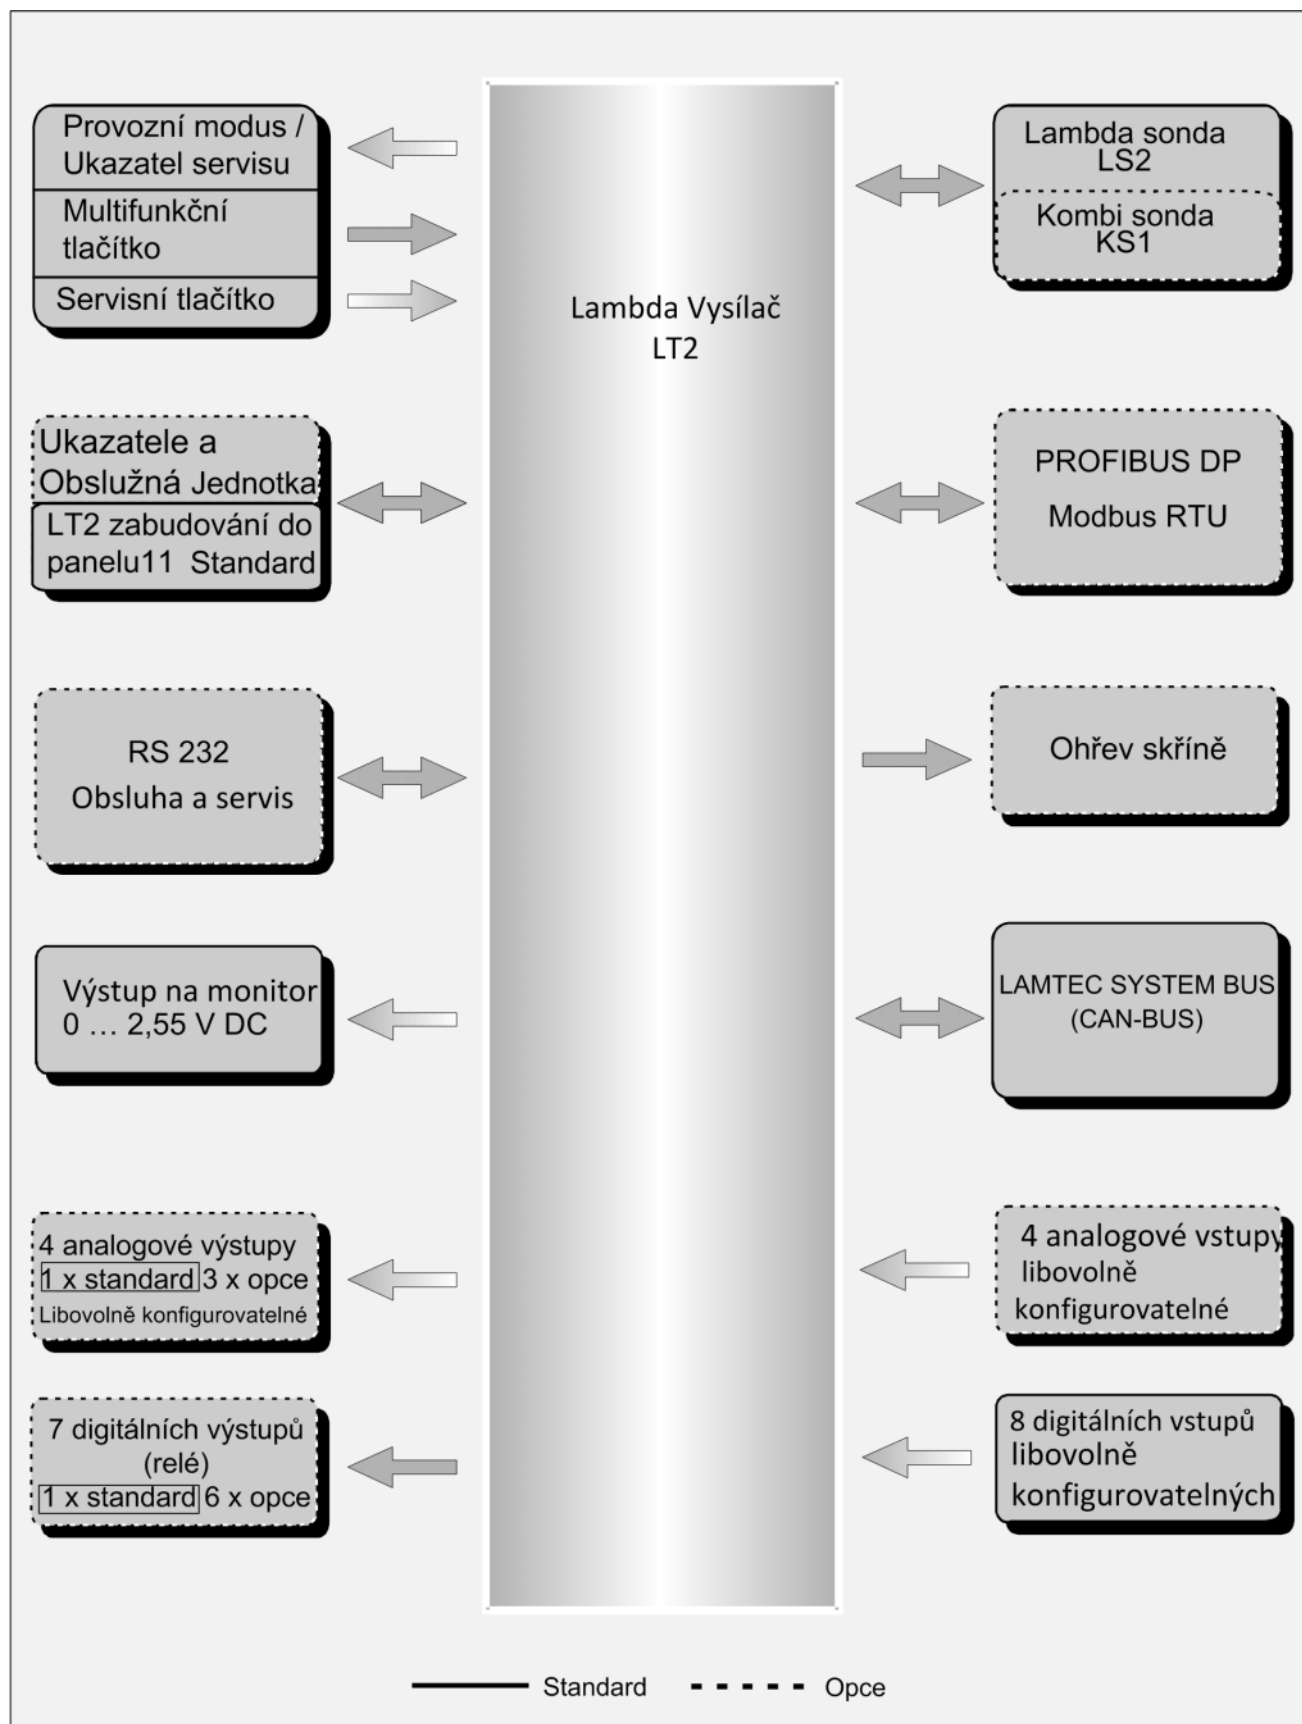 Provozní modus /
Ukazatel servisu
Multifunkční
tlačítko
Servisní tlačítko
Ukazatele a
Obslužná Jednotka
LT2 zabudování do
panelu11 Standard
RS 232
Obsluha a servis
Výstup na monitor
0 ... 2,55 V DC
4 analogové výstupy
1 x standard 3 x opce
Libovolně konfigurovatelné
7 digitálních výstupů
(relé)
1 x standard 6 x opce
Lambda Vysílač
LT2
Lambda sonda
LS2
Kombi sonda
KS1
PROFIBUS DP
Modbus RTU
Ohřev skříně
LAMTEC SYSTEM BUS
(CAN-BUS)
4 analogové vstupy
libovolně
konfigurovatelné
8 digitálních vstupů
libovolně
konfigurovatelných
Standard
Opce